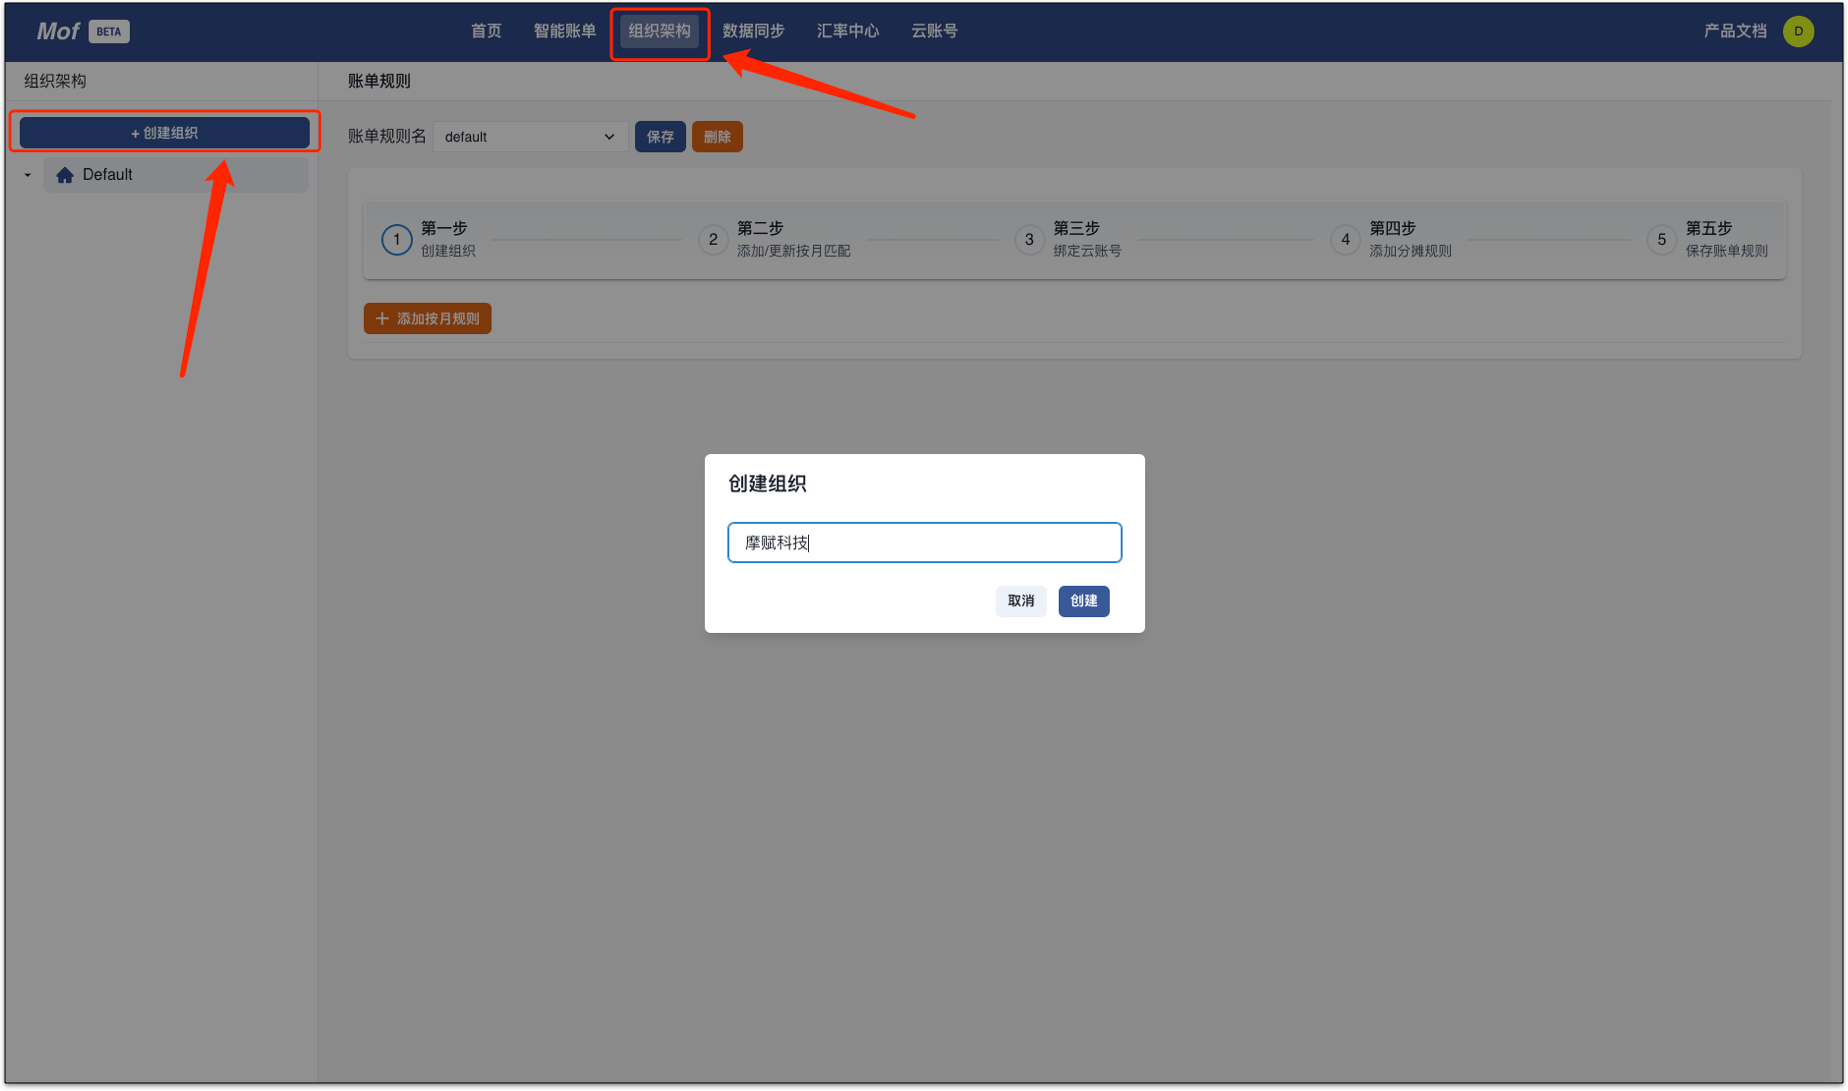 Mof BETA 首页 智能账单 组织架构 数据同步 汇率中心 云账号 产品文档 D
组织架构
+ 创建组织
Default
账单规则
账单规则名 default 保存 删除
1 第一步 2 第二步 3 第三步 4 第四步 5 第五步
创建组织 添加/更新按月匹配 绑定云账号 添加分摊规则 保存账单规则
+ 添加按月规则
创建组织
摩赋科技
取消 创建